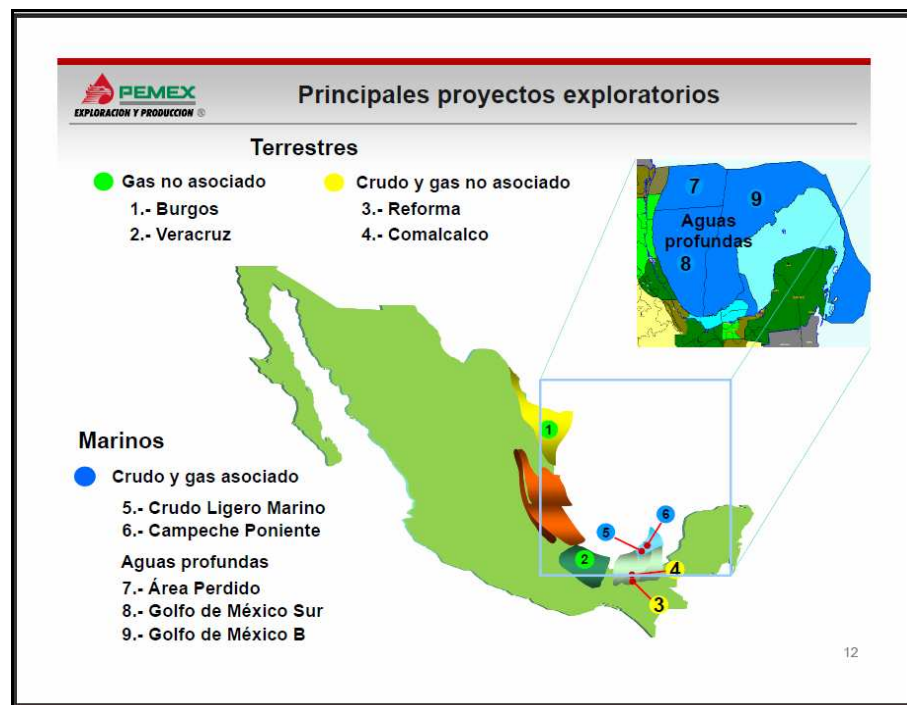 PEMEX
EXPLORACION Y PRODUCCION ®
Principales proyectos exploratorios
Terrestres
Gas no asociado
1.- Burgos
2.- Veracruz
Crudo y gas no asociado
3.- Reforma
4.- Comalcalco
7
9
Aguas
profundas
8
1
Marinos
Crudo y gas asociado
5.- Crudo Ligero Marino
6.- Campeche Poniente
Aguas profundas
7.- Área Perdido
8.- Golfo de México Sur
9.- Golfo de México B
6
5
2
4
3
12